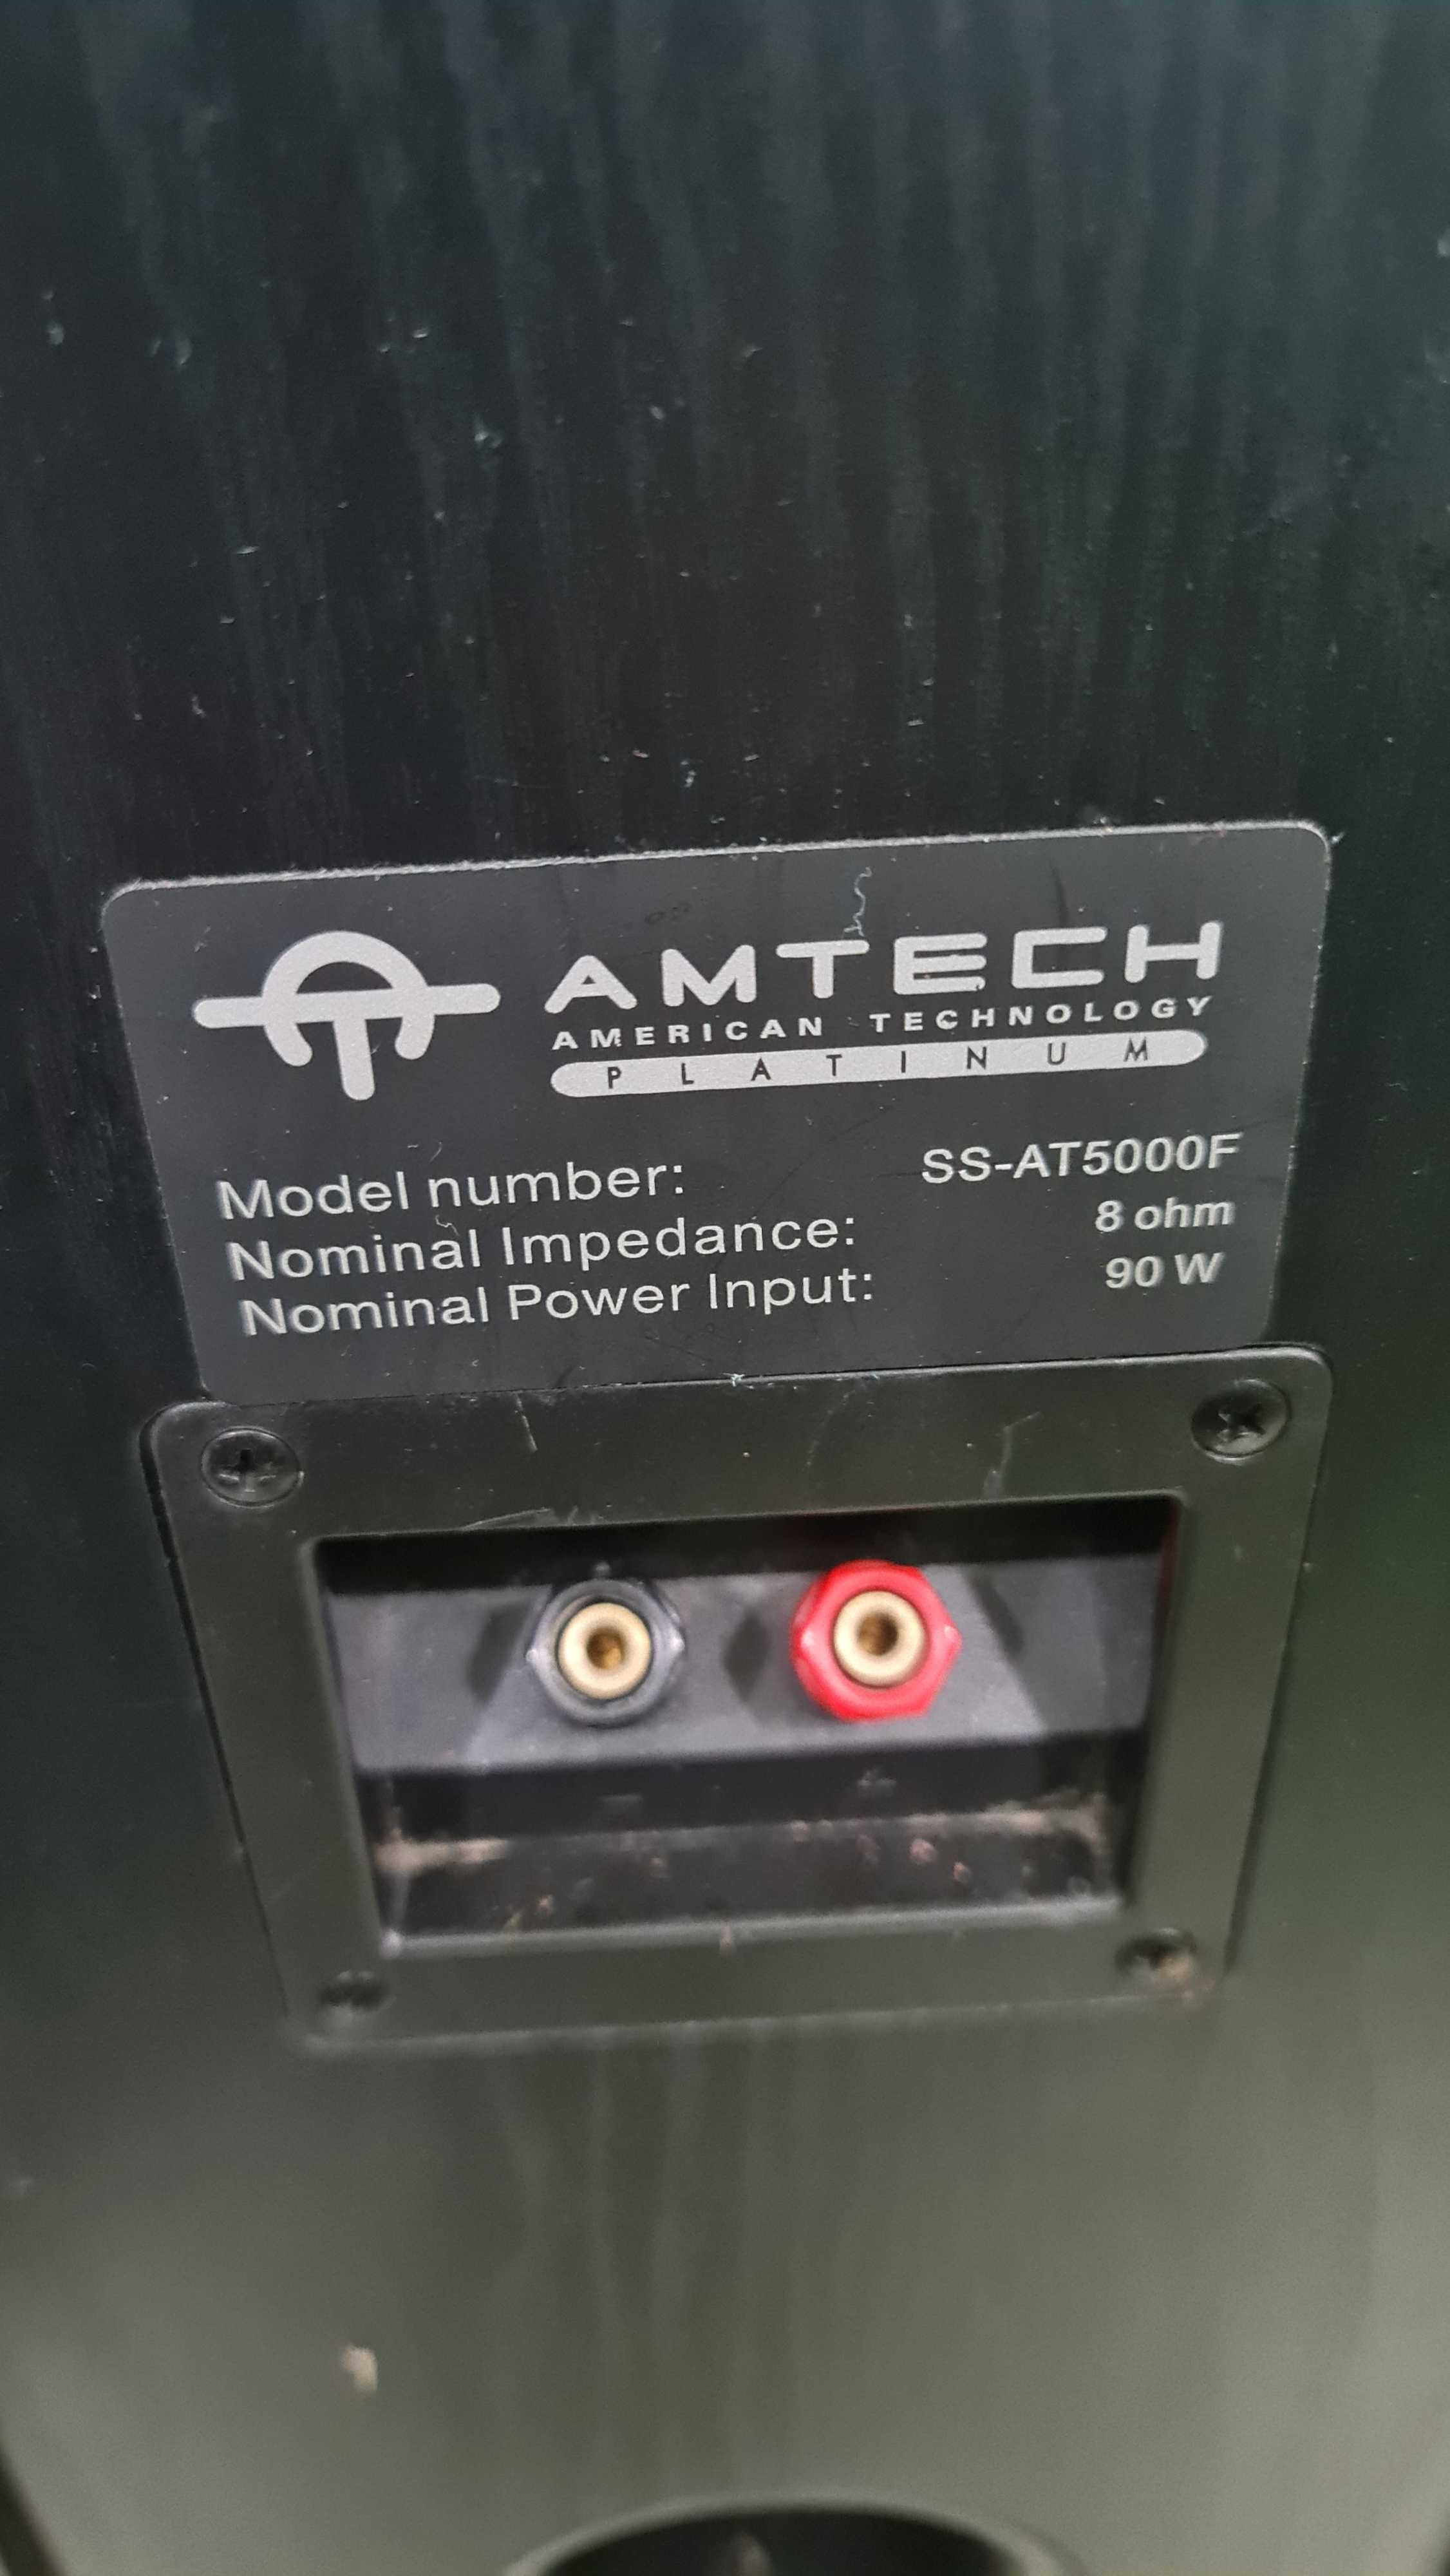 AMTECH
AMERICAN TECHNOLOGY
PLATINUM
Model number: SS-AT5000F
Nominal Impedance: 8 ohm
Nominal Power Input: 90 W
- +